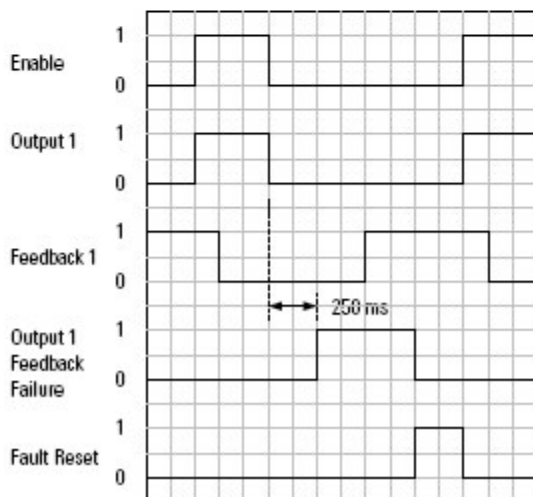 Enable 1
0
Output 1 1
0
Feedback 1 1
0
250 ms
Output 1 1
Feedback 0
Failure
Fault Reset 1
0